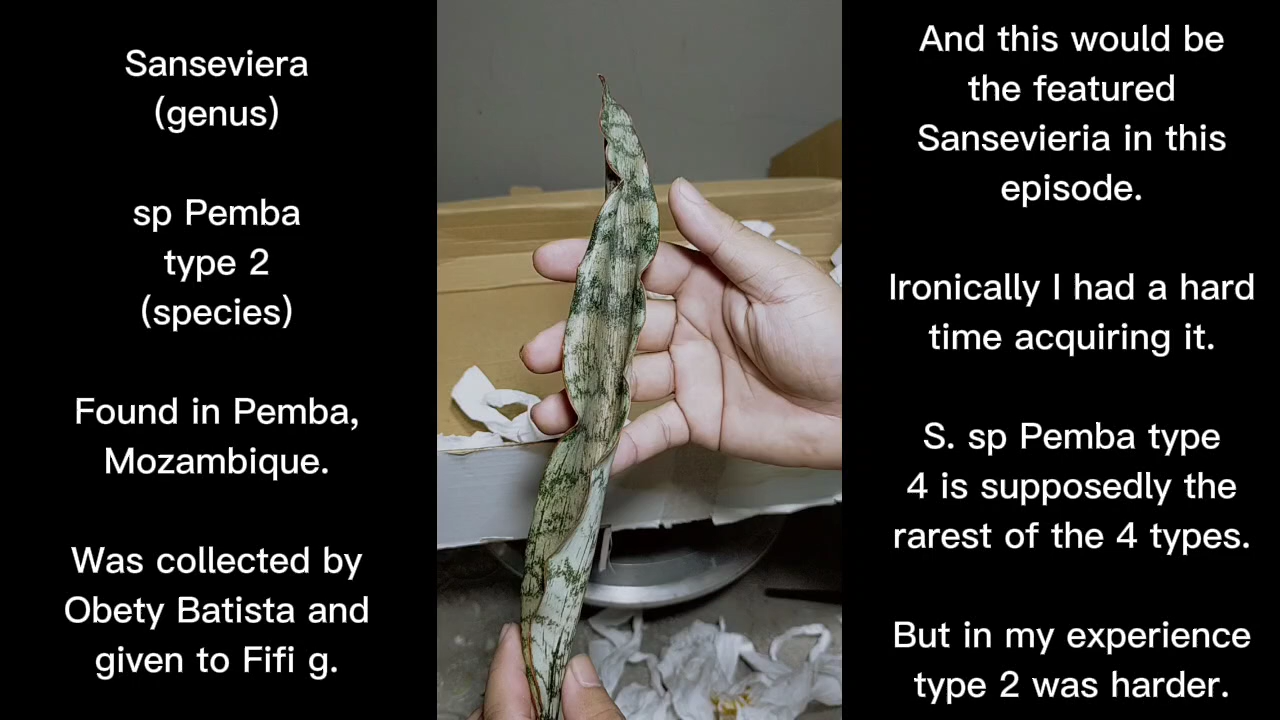 Sanseviera
(genus)
sp Pemba
type 2
(species)
Found in Pemba,
Mozambique.
Was collected by
Obety Batista and
given to Fifi g.
And this would be
the featured
Sansevieria in this
episode.
Ironically I had a hard
time acquiring it.
S. sp Pemba type
4 is supposedly the
rarest of the 4 types.
But in my experience
type 2 was harder.